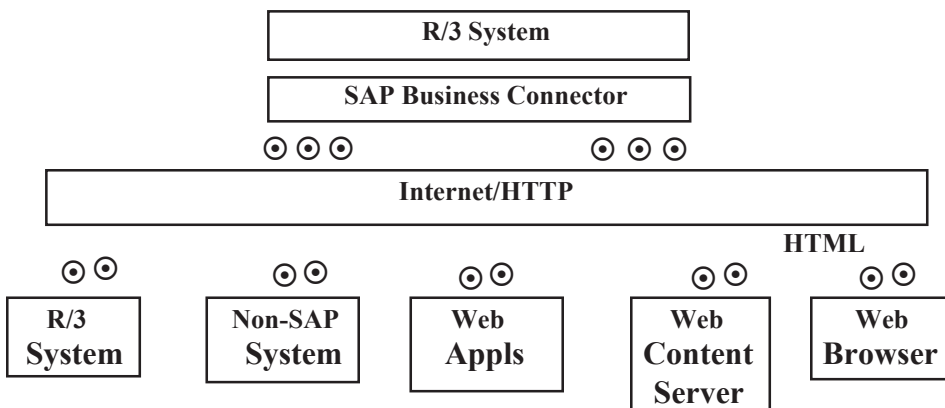 R/3 System
SAP Business Connector
Internet/HTTP
HTML
R/3
System
Non-SAP
System
Web
Appls
Web
Content
Server
Web
Browser